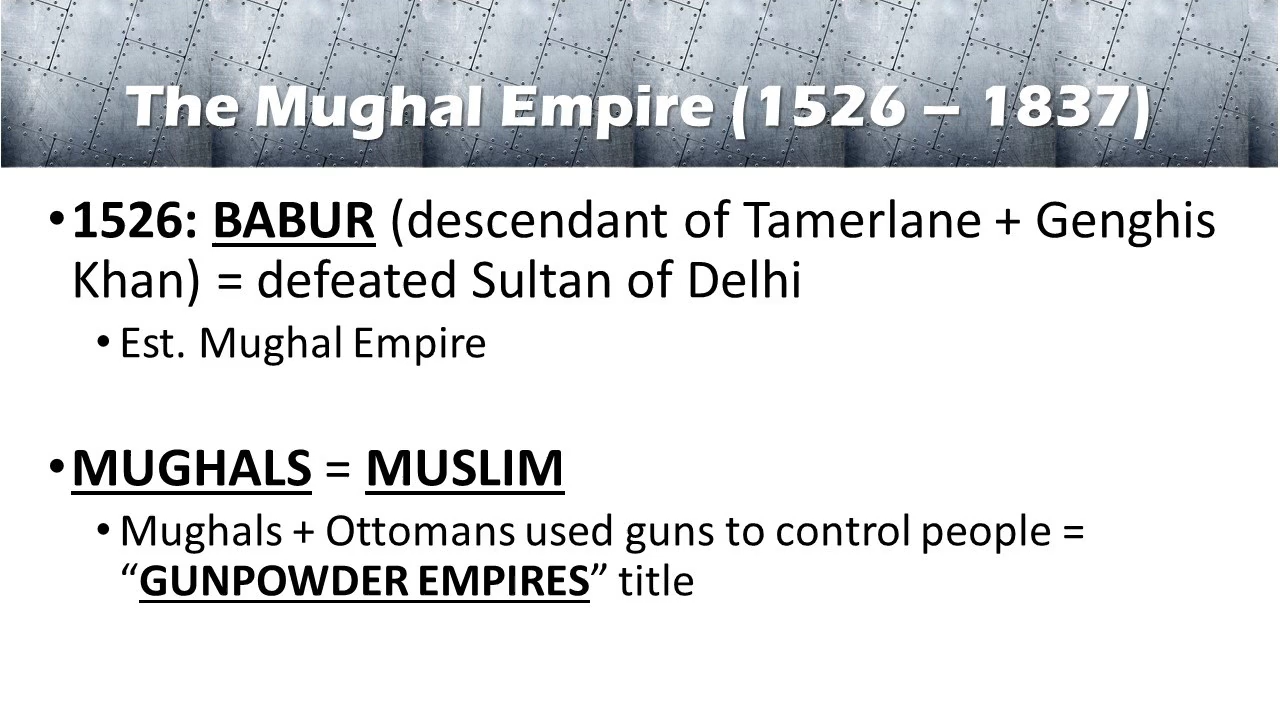 The Mughal Empire (1526 – 1837)
•1526: BABUR (descendant of Tamerlane + Genghis
Khan) = defeated Sultan of Delhi
•Est. Mughal Empire
•MUGHALS = MUSLIM
•Mughals + Ottomans used guns to control people =
“GUNPOWDER EMPIRES” title